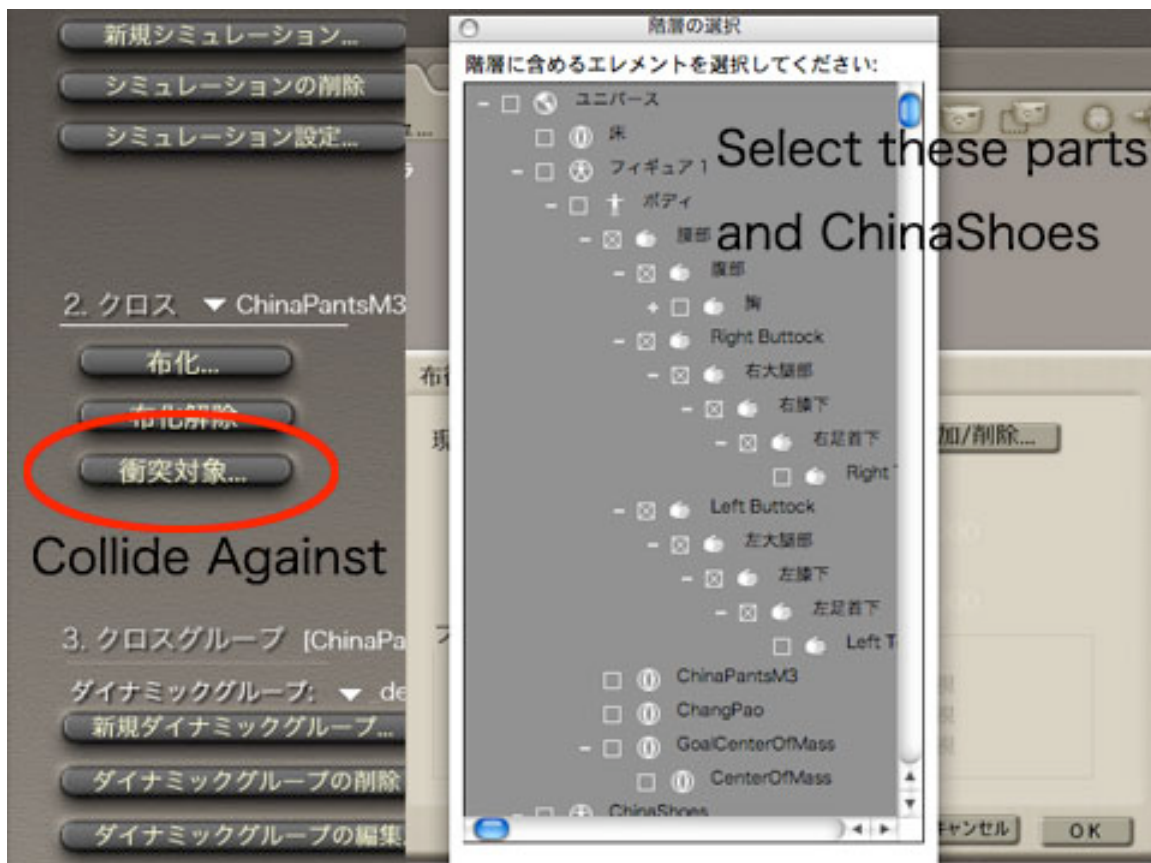 新規シミュレーション...
シミュレーションの削除
シミュレーション設定...
2. クロス ChinaPantsM3
布化...
布化解除
衝突対象...
Collide Against
3. クロスグループ [ChinaPa
ダイナミックグループ: de
新規ダイナミックグループ...
ダイナミックグループの削除
ダイナミックグループの編集
階層の選択
階層に含めるエレメントを選択してください:
ユニバース
床
フィギュア 1
ボディ
腰部
腹部
胸
Right Buttock
右大腿部
右膝下
右足首下
Right T
Left Buttock
左大腿部
左膝下
左足首下
Left T
ChinaPantsM3
ChangPao
GoalCenterOfMass
CenterOfMass
ChinaShoes
Select these parts
and ChinaShoes
加/削除...
キャンセル
OK